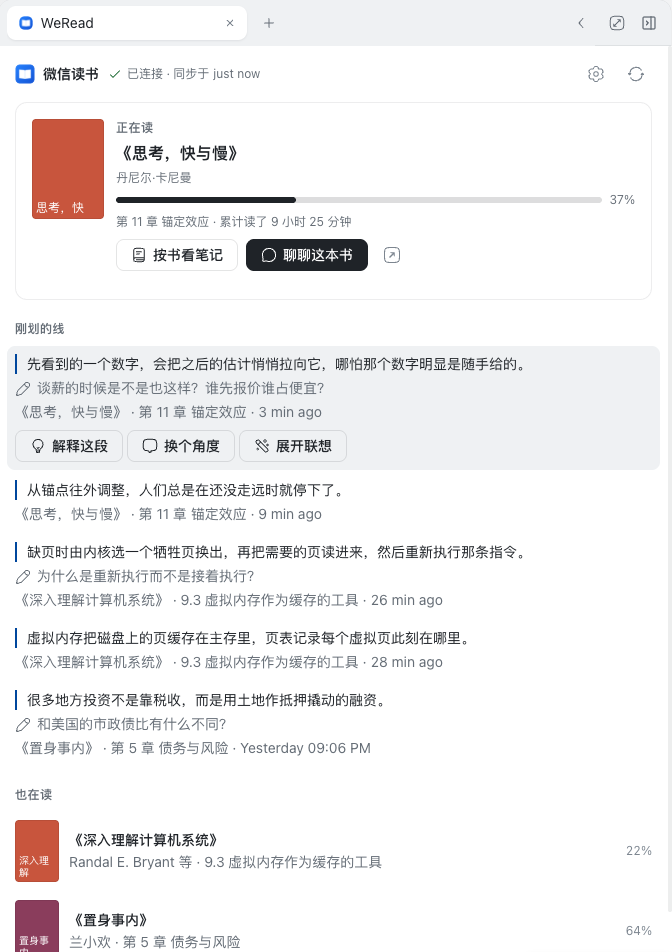 WeRead
微信读书 已连接 · 同步于 just now
正在读
《思考，快与慢》
丹尼尔·卡尼曼
思考，快
37%
第 11 章 锚定效应 · 累计读了 9 小时 25 分钟
按书看笔记 聊聊这本书
刚划的线
先看到的一个数字，会把之后的估计悄悄拉向它，哪怕那个数字明显是随手给的。
谈薪的时候是不是也这样？谁先报价谁占便宜？
《思考，快与慢》 · 第 11 章 锚定效应 · 3 min ago
解释这段 换个角度 展开联想
从锚点往外调整，人们总是在还没走远时就停下了。
《思考，快与慢》 · 第 11 章 锚定效应 · 9 min ago
缺页时由内核选一个牺牲页换出，再把需要的页读进来，然后重新执行那条指令。
为什么是重新执行而不是接着执行？
《深入理解计算机系统》 · 9.3 虚拟内存作为缓存的工具 · 26 min ago
虚拟内存把磁盘上的页缓存在主存里，页表记录每个虚拟页此刻在哪里。
《深入理解计算机系统》 · 9.3 虚拟内存作为缓存的工具 · 28 min ago
很多地方投资不是靠税收，而是用土地作抵押撬动的融资。
和美国的市政债比有什么不同？
《置身事内》 · 第 5 章 债务与风险 · Yesterday 09:06 PM
也在读
深入理
解
《深入理解计算机系统》
Randal E. Bryant 等 · 9.3 虚拟内存作为缓存的工具
22%
置身事
《置身事内》
兰小欢 · 第 5 章 债务与风险
64%